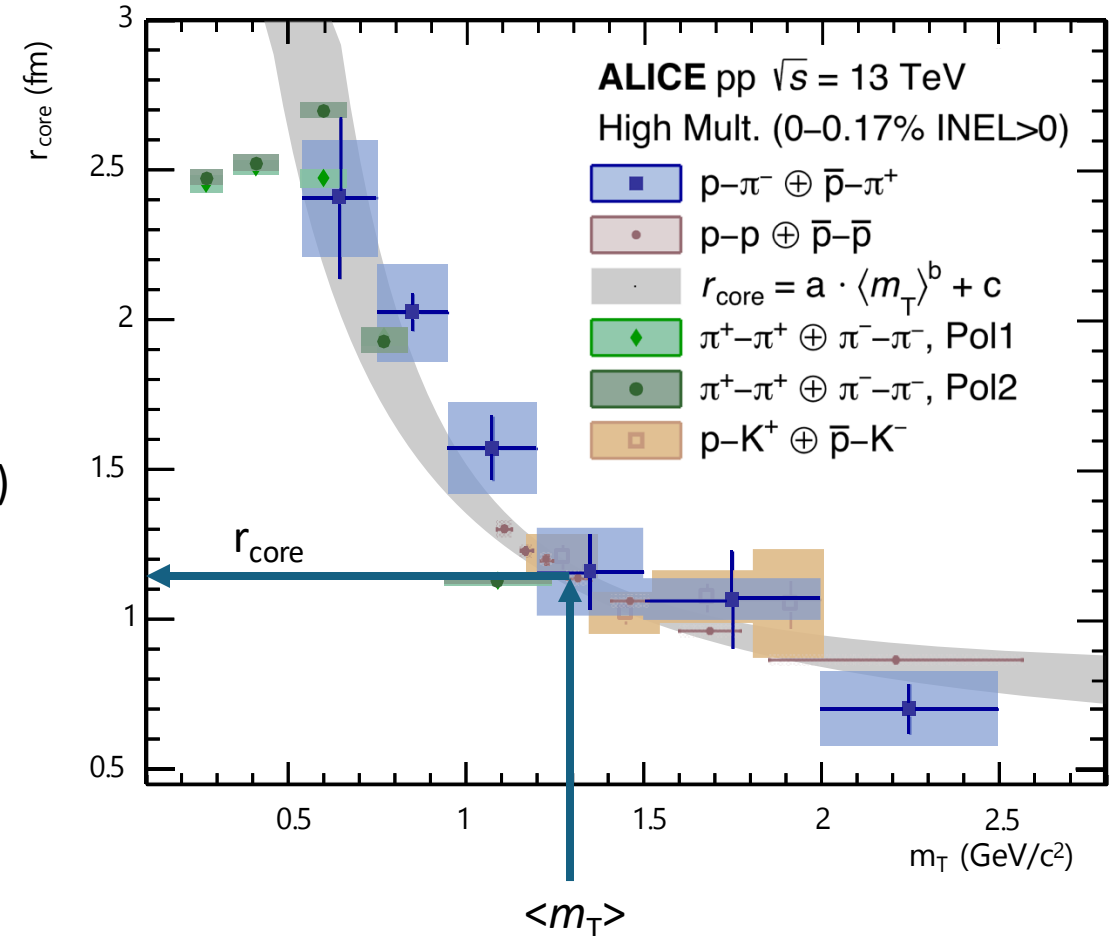 3
r_core (fm)
ALICE pp √s = 13 TeV
High Mult. (0–0.17% INEL>0)
2.5
p–π⁻ ⊕ p̅–π⁺
p–p ⊕ p̅–p̅
r_core = a · ⟨m_T⟩^b + c
2
π⁺–π⁺ ⊕ π⁻–π⁻, Pol1
π⁺–π⁺ ⊕ π⁻–π⁻, Pol2
p–K⁺ ⊕ p̅–K⁻
1.5
)
r_core
1
0.5
0.5 1 1.5 2 2.5
m_T (GeV/c²)
<m_T>